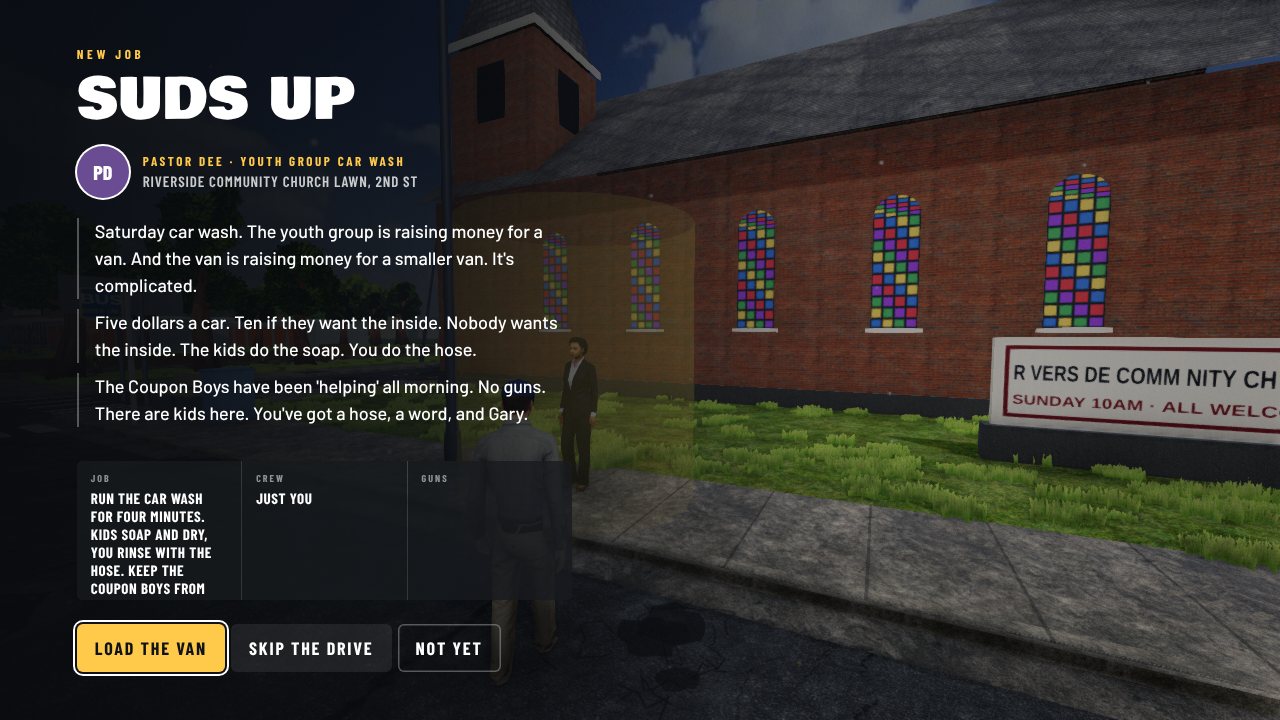 NEW JOB
SUDS UP
PD
PASTOR DEE · YOUTH GROUP CAR WASH
RIVERSIDE COMMUNITY CHURCH LAWN, 2ND ST
Saturday car wash. The youth group is raising money for a
van. And the van is raising money for a smaller van. It's
complicated.
Five dollars a car. Ten if they want the inside. Nobody wants
the inside. The kids do the soap. You do the hose.
The Coupon Boys have been 'helping' all morning. No guns.
There are kids here. You've got a hose, a word, and Gary.
JOB
RUN THE CAR WASH
FOR FOUR MINUTES.
KIDS SOAP AND DRY,
YOU RINSE WITH THE
HOSE. KEEP THE
COUPON BOYS FROM
CREW
JUST YOU
GUNS
LOAD THE VAN
SKIP THE DRIVE
NOT YET
BUS
R VERS DE COMM NITY CH
SUNDAY 10AM · ALL WELC